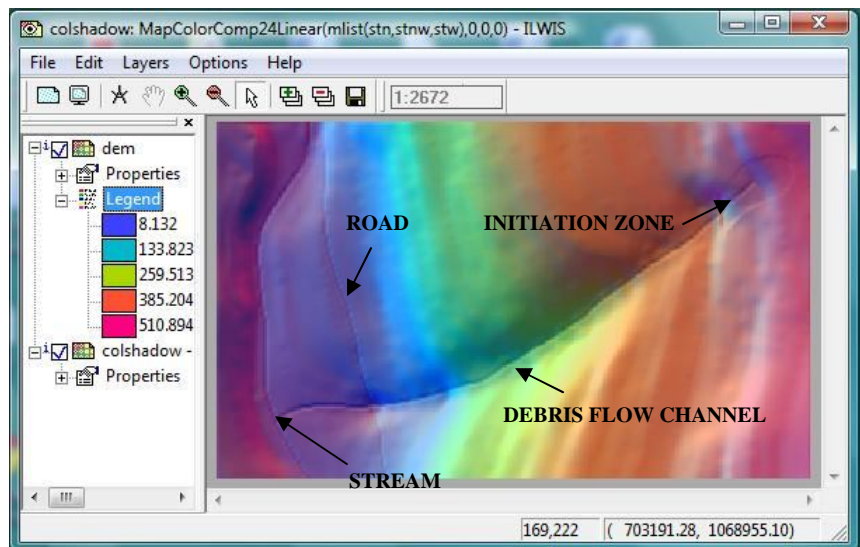 colshadow: MapColorComp24Linear(mlist(stn,stnw,stw),0,0,0) - ILWIS
File Edit Layers Options Help
1:2672
dem
Properties
Legend
8.132
133.823
259.513
385.204
510.894
colshadow -
Properties
ROAD
INITIATION ZONE
DEBRIS FLOW CHANNEL
STREAM
169,222 ( 703191.28, 1068955.10)